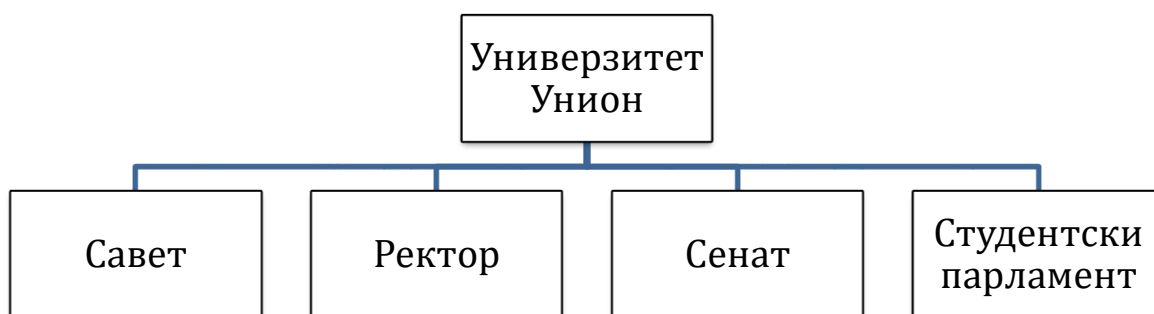 Универзитет
Унион
Савет
Ректор
Сенат
Студентски
парламент